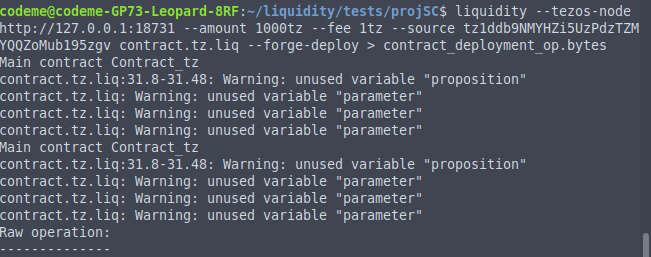 codeme@codeme-GP73-Leopard-8RF:~/liquidity/tests/projSC$ liquidity --tezos-node
http://127.0.0.1:18731 --amount 1000tz --fee 1tz --source tz1ddb9NMYHZi5UzPdzTZM
YQQZoMub195zgv contract.tz.liq --forge-deploy > contract_deployment_op.bytes
Main contract Contract_tz
contract.tz.liq:31.8-31.48: Warning: unused variable "proposition"
contract.tz.liq: Warning: unused variable "parameter"
contract.tz.liq: Warning: unused variable "parameter"
contract.tz.liq: Warning: unused variable "parameter"
Main contract Contract_tz
contract.tz.liq:31.8-31.48: Warning: unused variable "proposition"
contract.tz.liq: Warning: unused variable "parameter"
contract.tz.liq: Warning: unused variable "parameter"
contract.tz.liq: Warning: unused variable "parameter"
Raw operation:
--------------